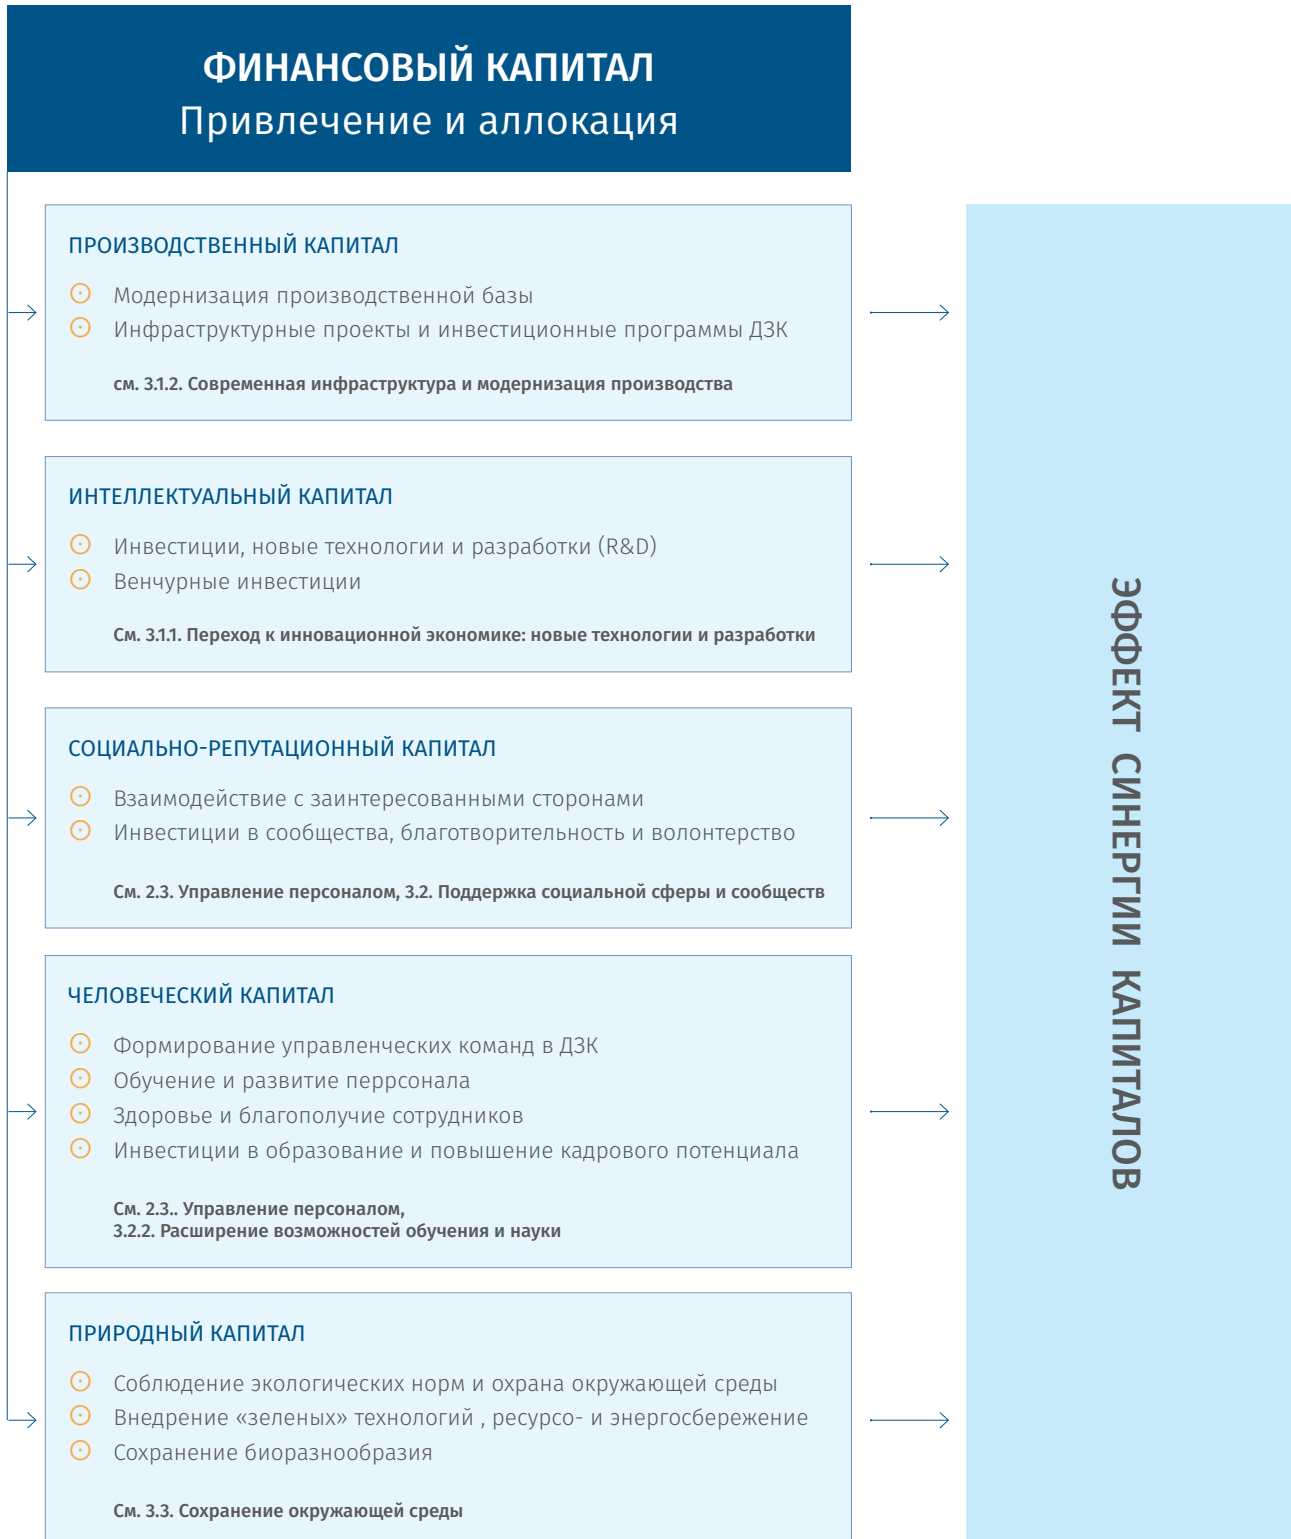 ФИНАНСОВЫЙ КАПИТАЛ
Привлечение и аллокация
ПРОИЗВОДСТВЕННЫЙ КАПИТАЛ
Модернизация производственной базы
Инфраструктурные проекты и инвестиционные программы ДЗК
см. 3.1.2. Современная инфраструктура и модернизация производства
ИНТЕЛЛЕКТУАЛЬНЫЙ КАПИТАЛ
Инвестиции, новые технологии и разработки (R&D)
Венчурные инвестиции
См. 3.1.1. Переход к инновационной экономике: новые технологии и разработки
СОЦИАЛЬНО-РЕПУТАЦИОННЫЙ КАПИТАЛ
Взаимодействие с заинтересованными сторонами
Инвестиции в сообщества, благотворительность и волонтерство
См. 2.3. Управление персоналом, 3.2. Поддержка социальной сферы и сообществ
ЧЕЛОВЕЧЕСКИЙ КАПИТАЛ
Формирование управленческих команд в ДЗК
Обучение и развитие перрсонала
Здоровье и благополучие сотрудников
Инвестиции в образование и повышение кадрового потенциала
См. 2.3.. Управление персоналом,
3.2.2. Расширение возможностей обучения и науки
ПРИРОДНЫЙ КАПИТАЛ
Соблюдение экологических норм и охрана окружающей среды
Внедрение «зеленых» технологий , ресурсо- и энергосбережение
Сохранение биоразнообразия
См. 3.3. Сохранение окружающей среды
ЭФФЕКТ СИНЕРГИИ КАПИТАЛОВ